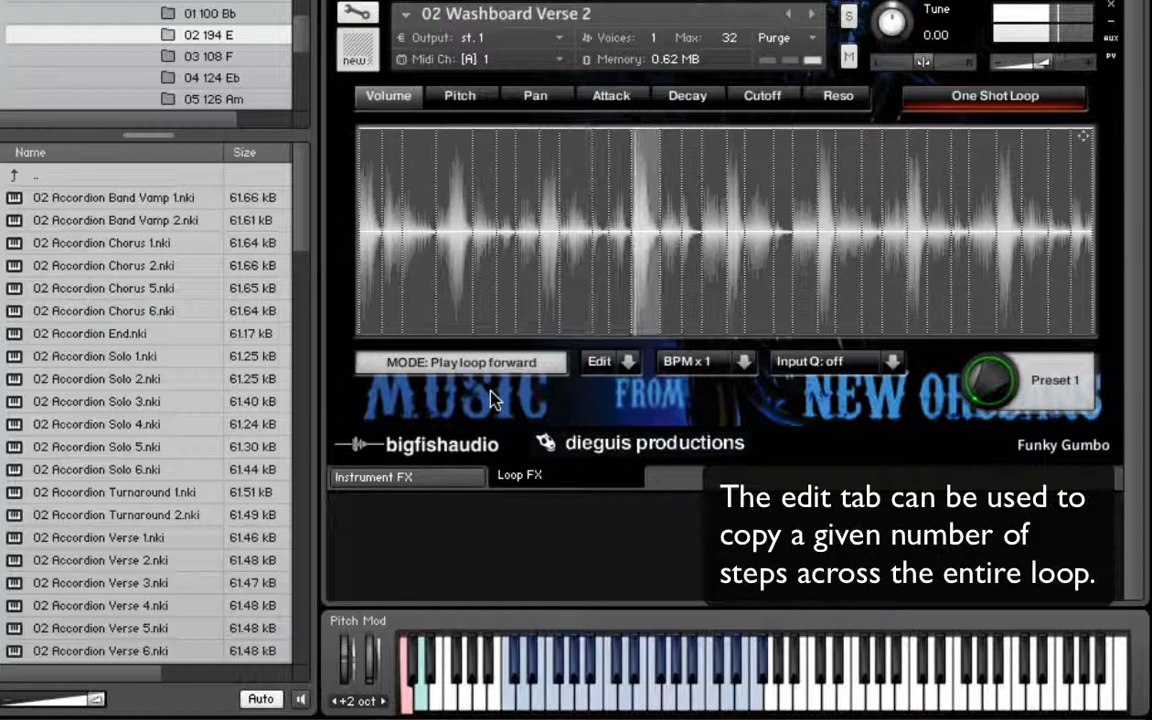 01 100 Bb
02 194 E
03 108 F
04 124 Eb
05 126 Am
Name Size
..
02 Accordion Band Vamp 1.nki 61.66 kB
02 Accordion Band Vamp 2.nki 61.61 kB
02 Accordion Chorus 1.nki 61.64 kB
02 Accordion Chorus 2.nki 61.66 kB
02 Accordion Chorus 5.nki 61.65 kB
02 Accordion Chorus 6.nki 61.64 kB
02 Accordion End.nki 61.17 kB
02 Accordion Solo 1.nki 61.25 kB
02 Accordion Solo 2.nki 61.25 kB
02 Accordion Solo 3.nki 61.40 kB
02 Accordion Solo 4.nki 61.24 kB
02 Accordion Solo 5.nki 61.30 kB
02 Accordion Solo 6.nki 61.44 kB
02 Accordion Turnaround 1.nki 61.51 kB
02 Accordion Turnaround 2.nki 61.49 kB
02 Accordion Verse 1.nki 61.46 kB
02 Accordion Verse 2.nki 61.48 kB
02 Accordion Verse 3.nki 61.47 kB
02 Accordion Verse 4.nki 61.48 kB
02 Accordion Verse 5.nki 61.48 kB
02 Accordion Verse 6.nki 61.48 kB
Auto
new
02 Washboard Verse 2
S
Tune
Output: st.1 Voices: 1 Max: 32 Purge
0.00
AUX
Midi Ch: [A] 1 Memory: 0.62 MB
M
PV
Volume Pitch Pan Attack Decay Cutoff Reso One Shot Loop
MODE: Play loop forward Edit BPM x 1 Input Q: off
Preset 1
MUSIC FROM NEW ORLEANS
bigfishaudio dieguis productions Funky Gumbo
Instrument FX Loop FX
The edit tab can be used to
copy a given number of
steps across the entire loop.
Pitch Mod
+2 oct